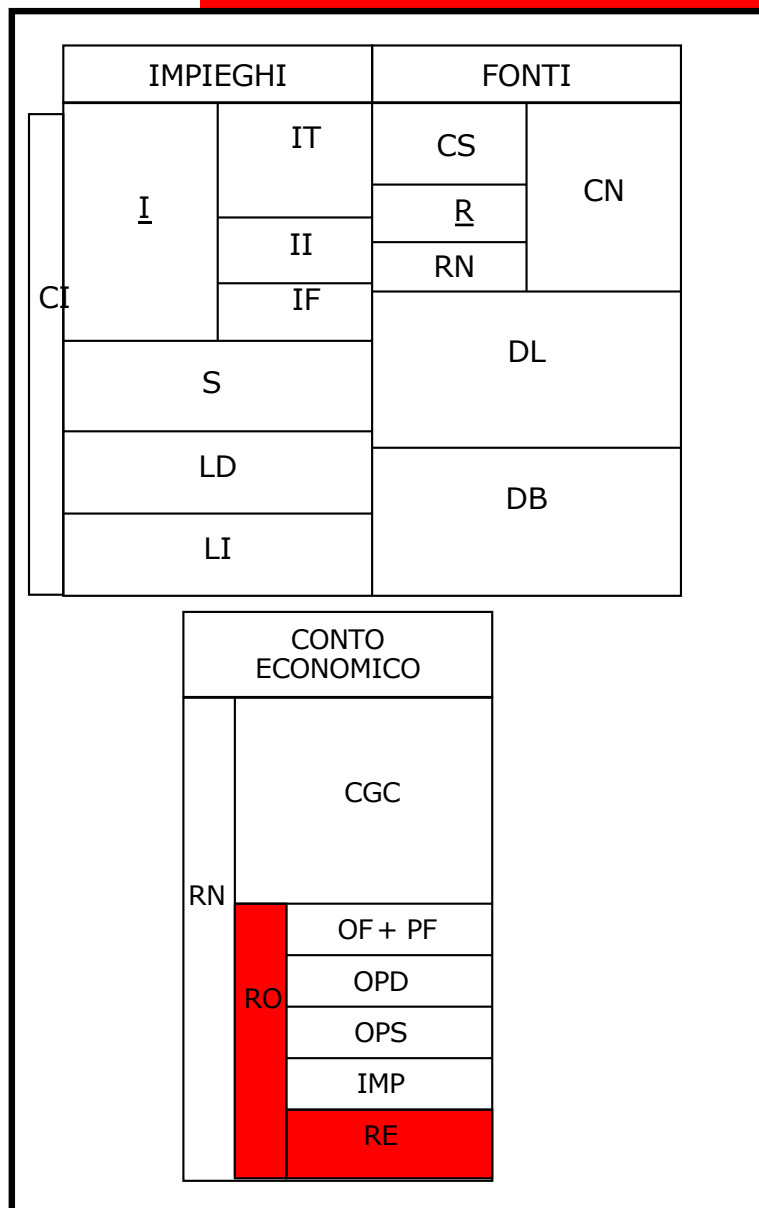 IMPIEGHI
FONTI
CI
I
IT
II
IF
S
LD
LI
CS
R
RN
CN
DL
DB
CONTO
ECONOMICO
RN
CGC
RO
OF + PF
OPD
OPS
IMP
RE